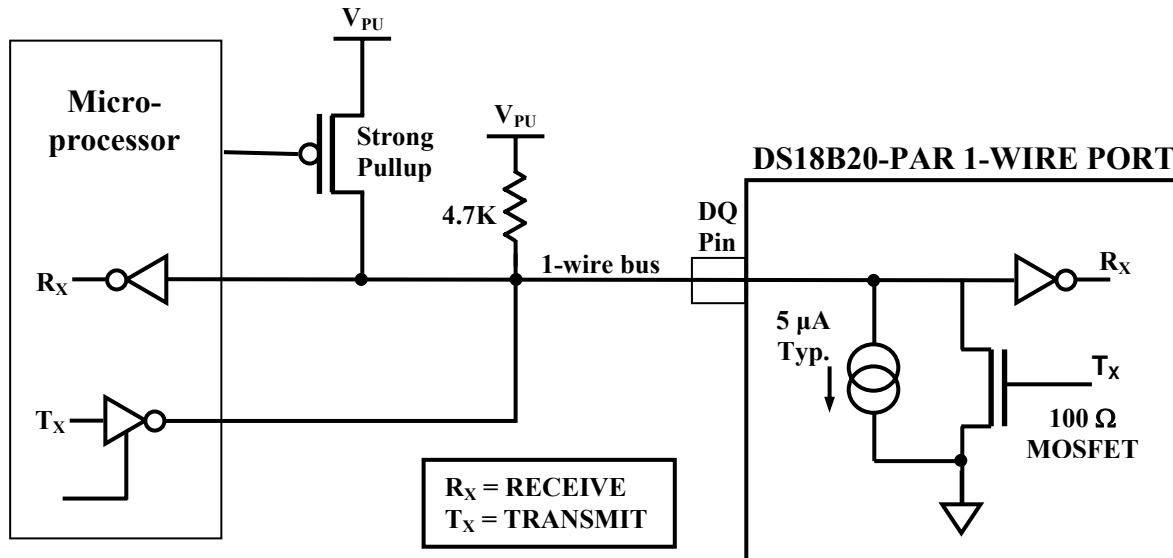 V_PU
Micro-
processor
Strong
Pullup
V_PU
4.7K
DS18B20-PAR 1-WIRE PORT
DQ
Pin
R_X
1-wire bus
R_X
5 µA
Typ.
T_X
T_X
100 Ω
MOSFET
R_X = RECEIVE
T_X = TRANSMIT